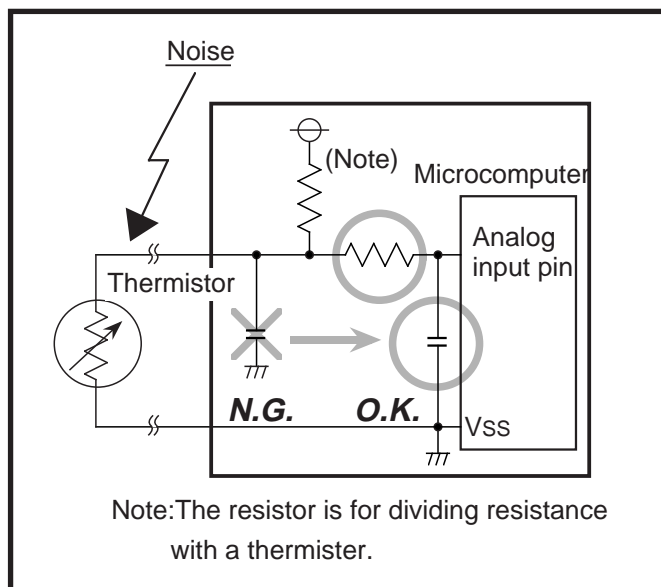 Noise
(Note)
Microcomputer
Analog
input pin
Thermistor
N.G.
O.K.
VSS
Note:The resistor is for dividing resistance
with a thermister.